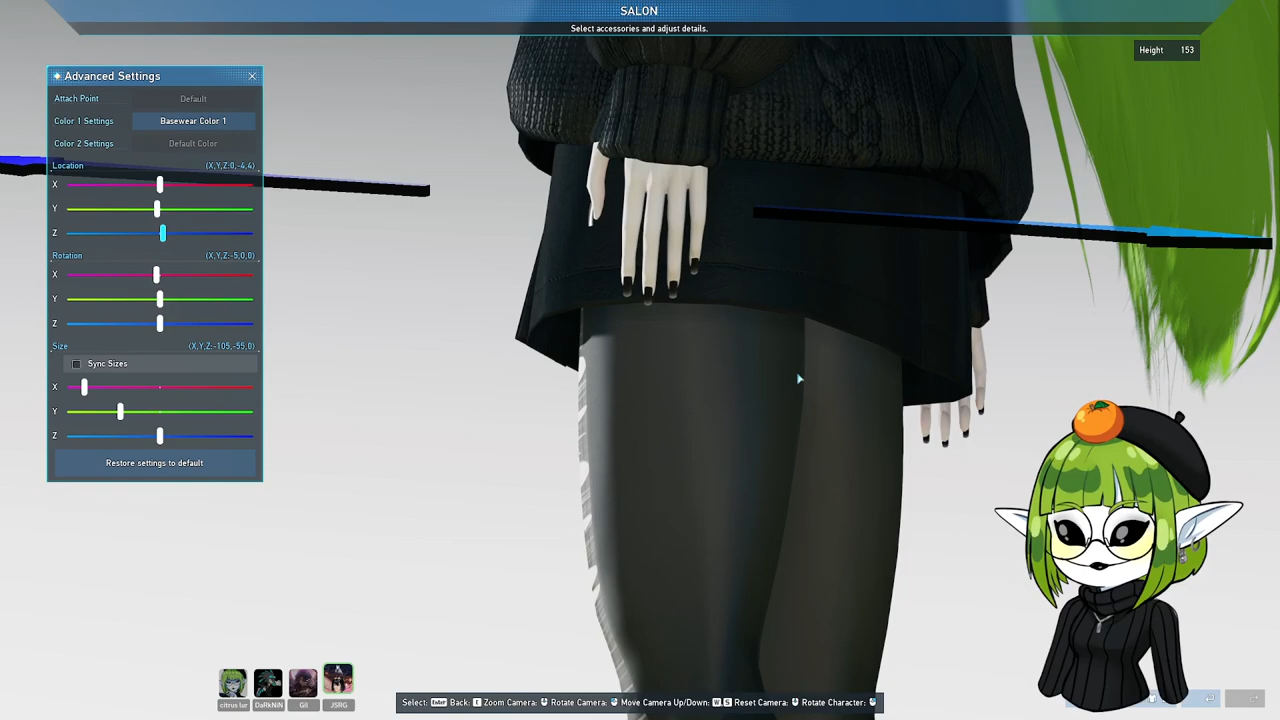 SALON
Select accessories and adjust details.
Height 153
Advanced Settings
Attach Point Default
Color 1 Settings Basewear Color 1
Color 2 Settings Default Color
Location (X,Y,Z:0,-4,4)
X
Y
Z
Rotation (X,Y,Z:-5,0,0)
X
Y
Z
Size (X,Y,Z:-105,-55,0)
Sync Sizes
X
Y
Z
Restore settings to default
citrus lur DaRkNiN Gil JSRG
Select: Enter Back: E Zoom Camera: Rotate Camera: Move Camera Up/Down: W,S Reset Camera: Rotate Character: